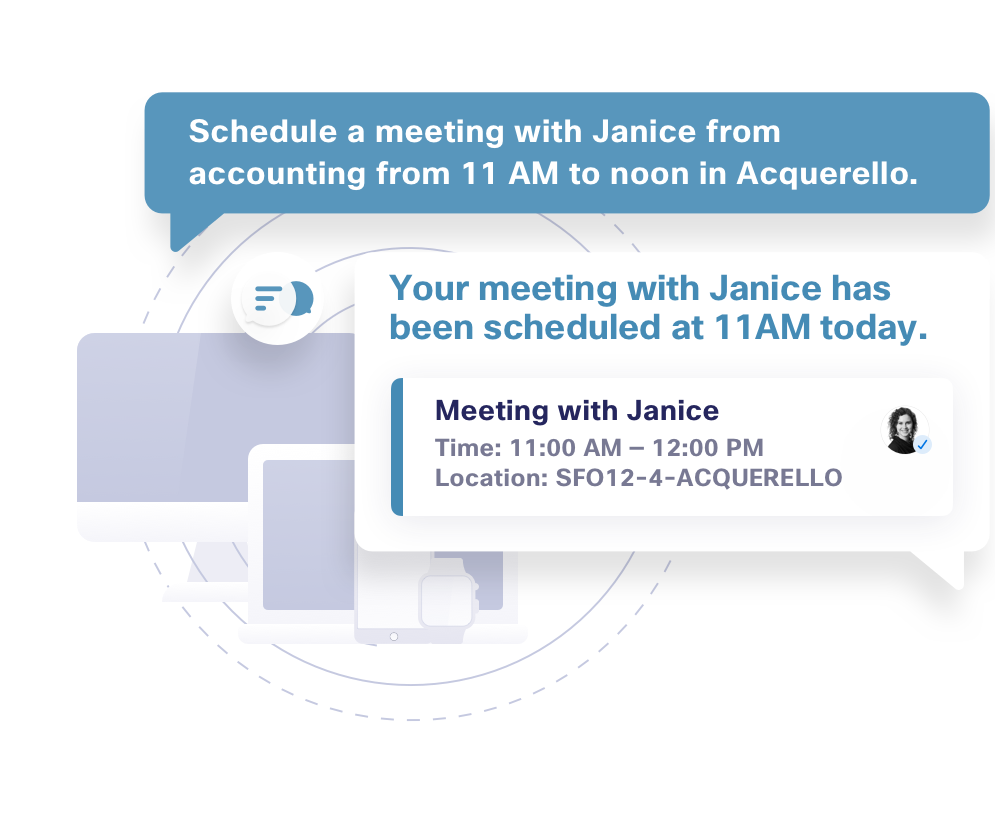 Schedule a meeting with Janice from
accounting from 11 AM to noon in Acquerello.
Your meeting with Janice has
been scheduled at 11AM today.
Meeting with Janice
Time: 11:00 AM – 12:00 PM
Location: SFO12-4-ACQUERELLO